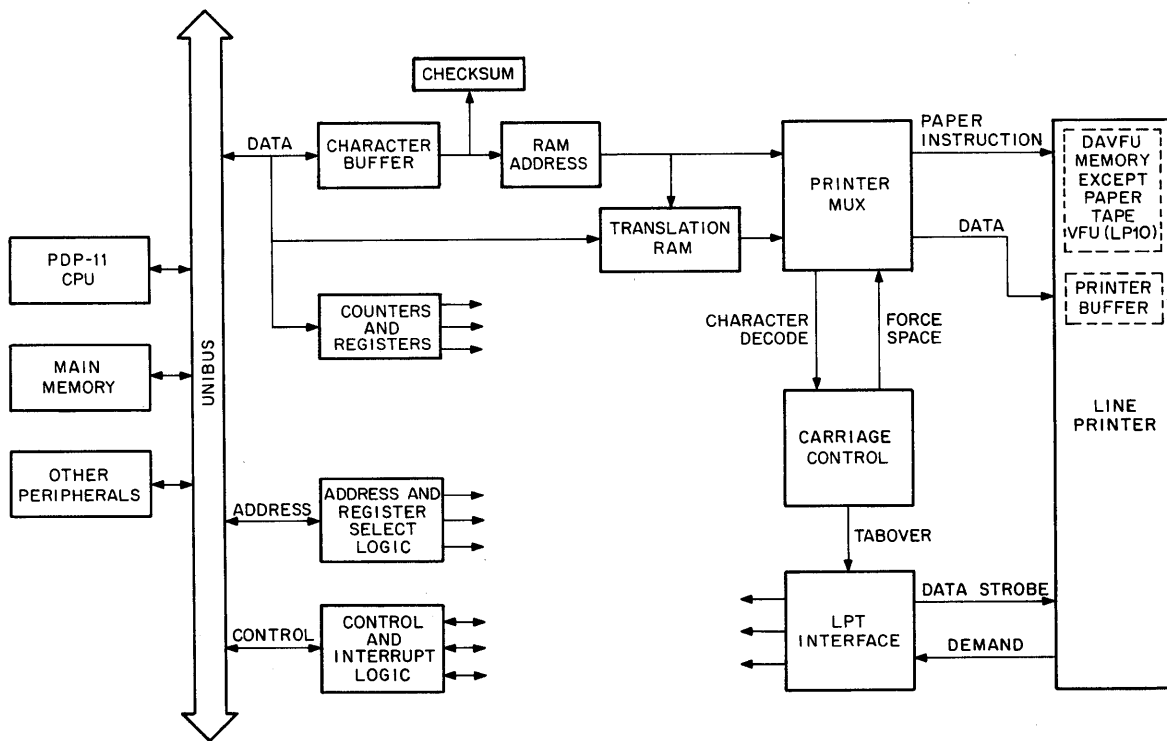 CHECKSUM
DATA
CHARACTER
BUFFER
RAM
ADDRESS
PRINTER
MUX
PAPER
INSTRUCTION
DAVFU
MEMORY
EXCEPT
PAPER
TAPE
VFU (LP10)
TRANSLATION
RAM
DATA
PRINTER
BUFFER
PDP-11
CPU
MAIN
MEMORY
OTHER
PERIPHERALS
UNIBUS
COUNTERS
AND
REGISTERS
CHARACTER
DECODE
FORCE
SPACE
LINE
PRINTER
CARRIAGE
CONTROL
ADDRESS
ADDRESS AND
REGISTER
SELECT
LOGIC
TABOVER
CONTROL
CONTROL
AND
INTERRUPT
LOGIC
LPT
INTERFACE
DATA STROBE
DEMAND